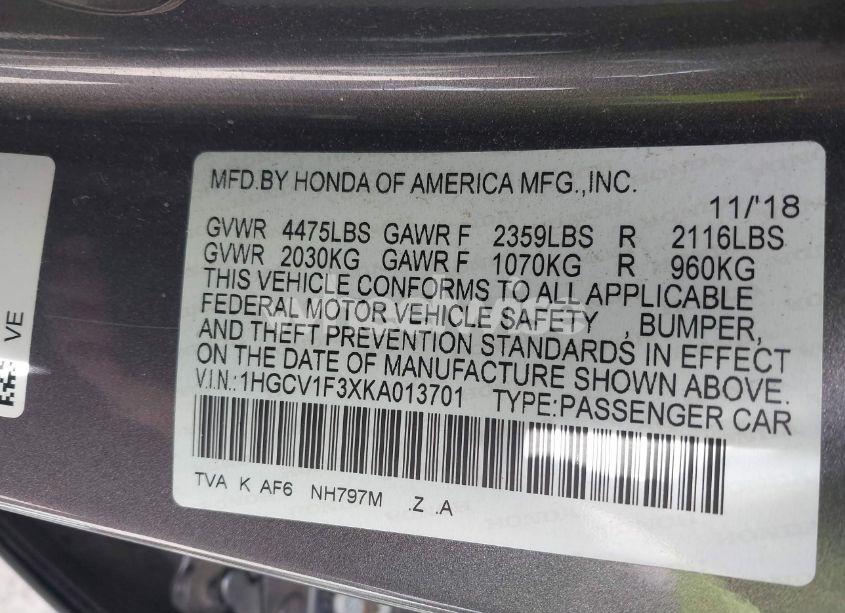 MFD.BY HONDA OF AMERICA MFG.,INC.
11/'18
GVWR 4475LBS GAWR F 2359LBS R 2116LBS
GVWR 2030KG GAWR F 1070KG R 960KG
THIS VEHICLE CONFORMS TO ALL APPLICABLE
FEDERAL MOTOR VEHICLE SAFETY , BUMPER,
AND THEFT PREVENTION STANDARDS IN EFFECT
ON THE DATE OF MANUFACTURE SHOWN ABOVE.
V.I.N.:1HGCV1F3XKA013701 TYPE:PASSENGER CAR
TVA K AF6 NH797M .Z .A
VE